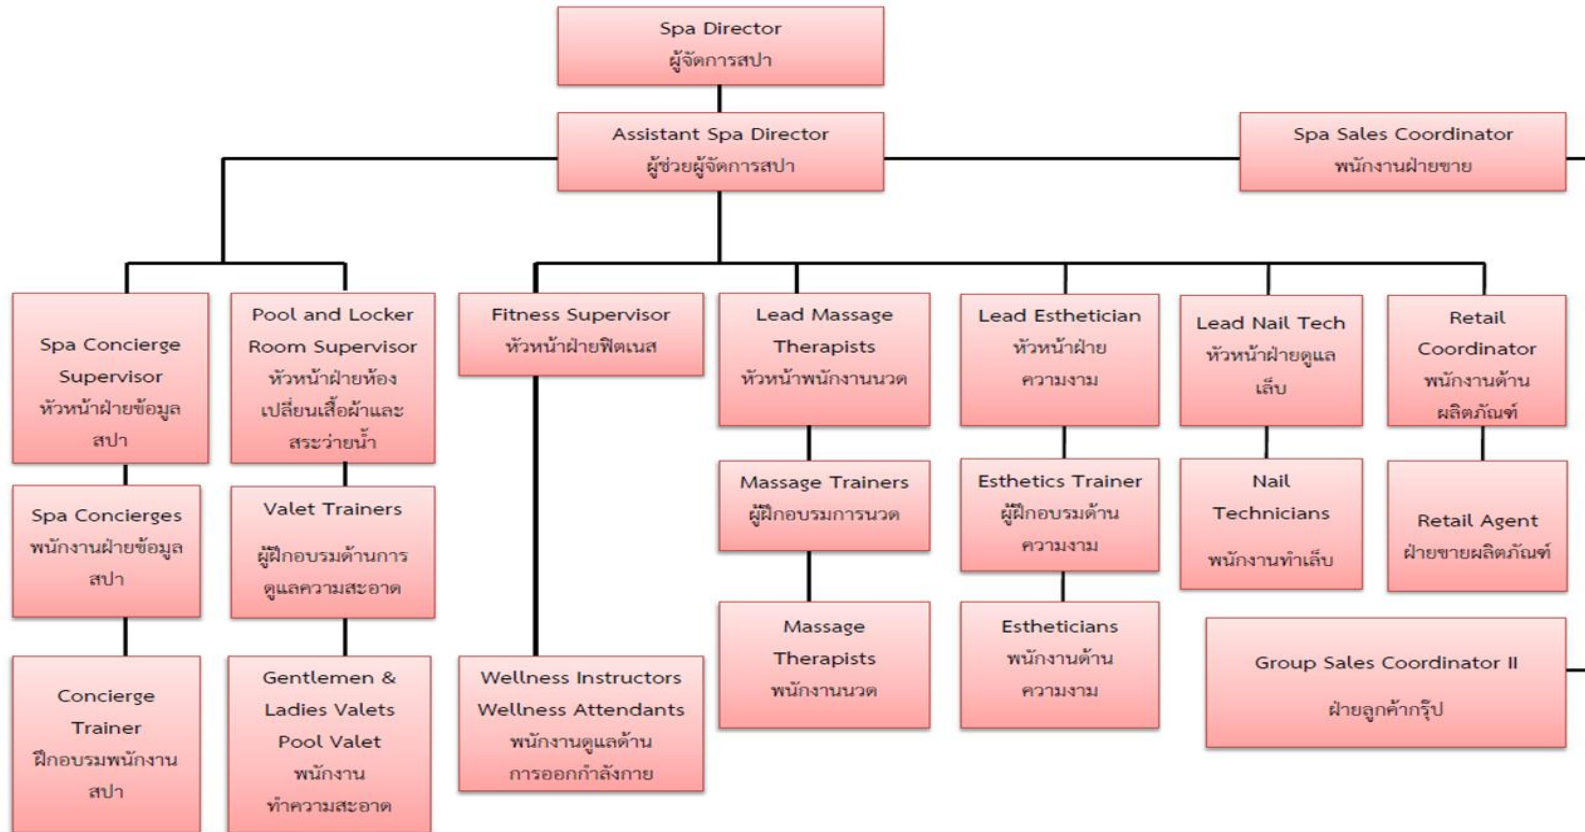 Spa Director
ผู้จัดการสปา
Assistant Spa Director
ผู้ช่วยผู้จัดการสปา
Spa Sales Coordinator
พนักงานฝ่ายขาย
Spa Concierge
Supervisor
หัวหน้าฝ่ายข้อมูล
สปา
Pool and Locker
Room Supervisor
หัวหน้าฝ่ายห้อง
เปลี่ยนเสื้อผ้าและ
สระว่ายน้ำ
Fitness Supervisor
หัวหน้าฝ่ายฟิตเนส
Lead Massage
Therapists
หัวหน้าพนักงานนวด
Lead Esthetician
หัวหน้าฝ่าย
ความงาม
Lead Nail Tech
หัวหน้าฝ่ายดูแล
เล็บ
Retail
Coordinator
พนักงานด้าน
ผลิตภัณฑ์
Spa Concierges
พนักงานฝ่ายข้อมูล
สปา
Valet Trainers
ผู้ฝึกอบรมด้านการ
ดูแลความสะอาด
Massage Trainers
ผู้ฝึกอบรมการนวด
Esthetics Trainer
ผู้ฝึกอบรมด้าน
ความงาม
Nail
Technicians
พนักงานทำเล็บ
Retail Agent
ฝ่ายขายผลิตภัณฑ์
Concierge
Trainer
ฝึกอบรมพนักงาน
สปา
Gentlemen &
Ladies Valets
Pool Valet
พนักงาน
ทำความสะอาด
Wellness Instructors
Wellness Attendants
พนักงานดูแลด้าน
การออกกำลังกาย
Massage
Therapists
พนักงานนวด
Estheticians
พนักงานด้าน
ความงาม
Group Sales Coordinator II
ฝ่ายลูกค้ากรุ๊ป